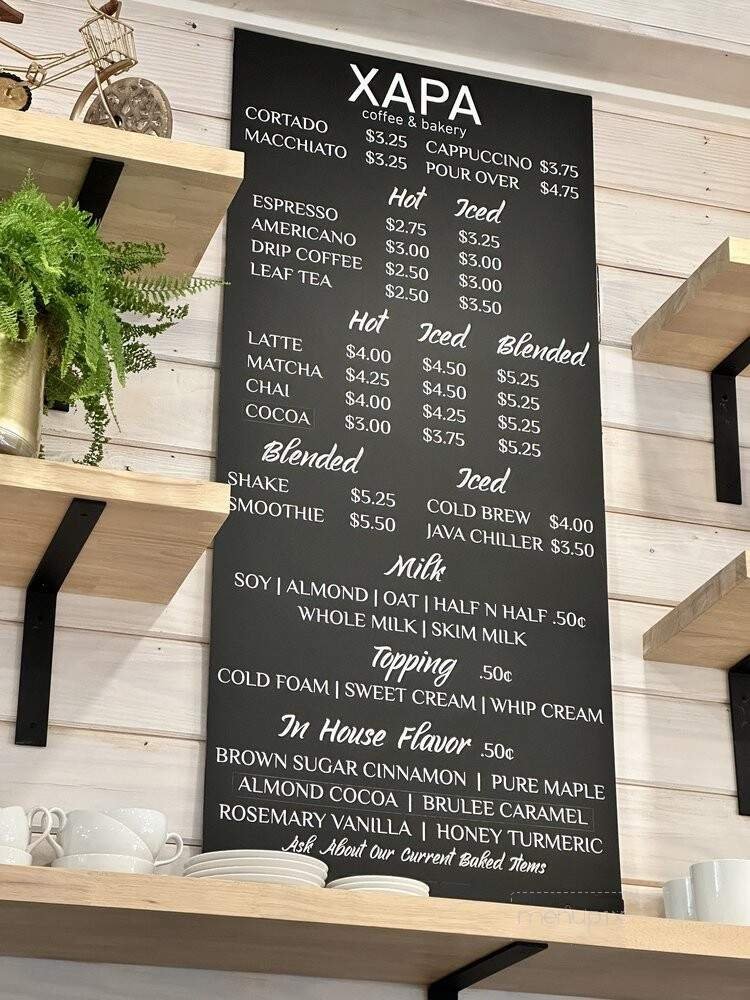 XAPA
coffee & bakery
CORTADO $3.25 CAPPUCCINO $3.75
MACCHIATO $3.25 POUR OVER $4.75
Hot Iced
ESPRESSO $2.75 $3.25
AMERICANO $3.00 $3.00
DRIP COFFEE $2.50 $3.00
LEAF TEA $2.50 $3.50
Hot Iced Blended
LATTE $4.00 $4.50 $5.25
MATCHA $4.25 $4.50 $5.25
CHAI $4.00 $4.25 $5.25
COCOA $3.00 $3.75 $5.25
Blended Iced
SHAKE $5.25 COLD BREW $4.00
SMOOTHIE $5.50 JAVA CHILLER $3.50
Milk
SOY | ALMOND | OAT | HALF N HALF .50¢
WHOLE MILK | SKIM MILK
Topping .50¢
COLD FOAM | SWEET CREAM | WHIP CREAM
In House Flavor .50¢
BROWN SUGAR CINNAMON | PURE MAPLE
ALMOND COCOA | BRULEE CARAMEL
ROSEMARY VANILLA | HONEY TURMERIC
Ask About Our Current Baked Items